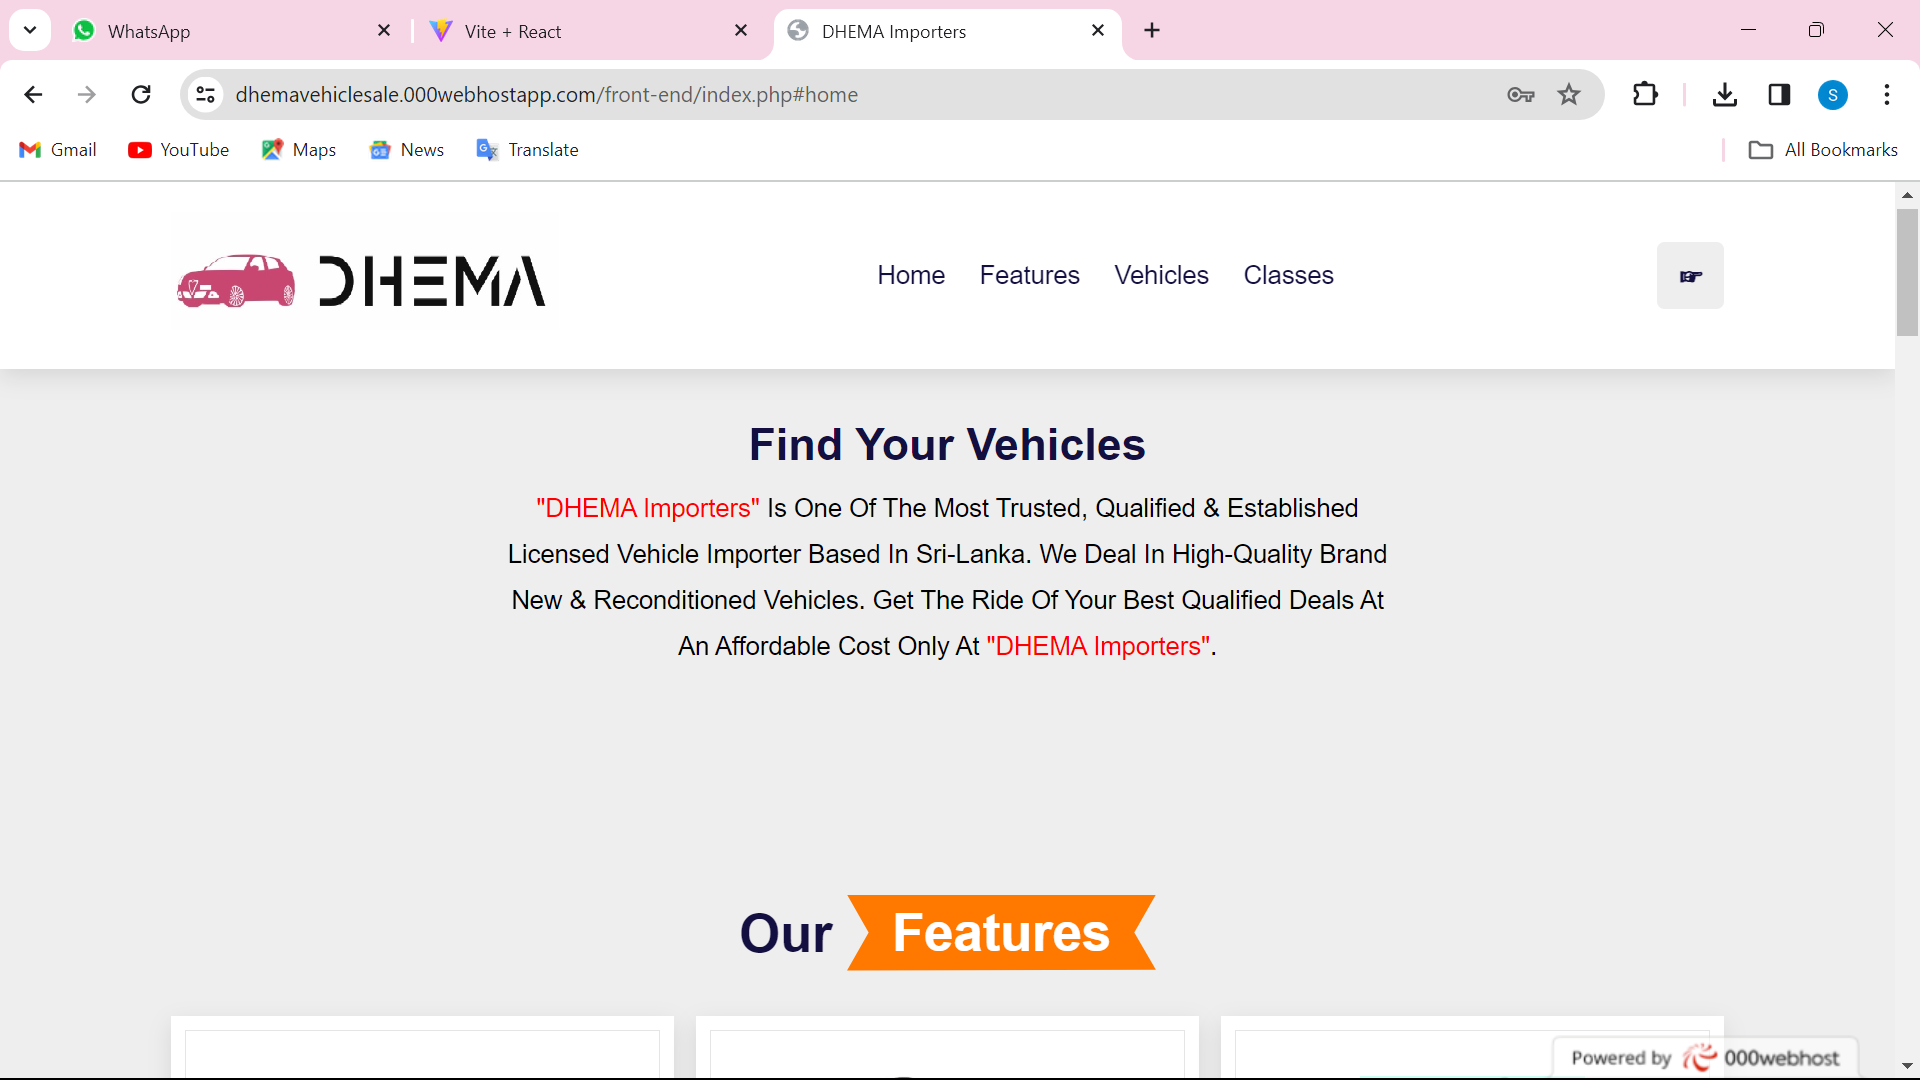 WhatsApp
Vite + React
DHEMA Importers
dhemavehiclesale.000webhostapp.com/front-end/index.php#home
S
Gmail
YouTube
Maps
News
Translate
All Bookmarks
DHEMA
Home
Features
Vehicles
Classes
Find Your Vehicles
"DHEMA Importers" Is One Of The Most Trusted, Qualified & Established
Licensed Vehicle Importer Based In Sri-Lanka. We Deal In High-Quality Brand
New & Reconditioned Vehicles. Get The Ride Of Your Best Qualified Deals At
An Affordable Cost Only At "DHEMA Importers".
Our Features
Powered by 000webhost